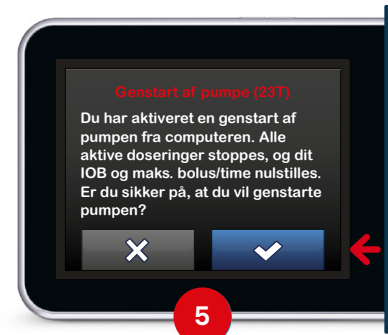 Genstart af pumpe (23T)
Du har aktiveret en genstart af
pumpen fra computeren. Alle
aktive doseringer stoppes, og dit
IOB og maks. bolus/time nulstilles.
Er du sikker på, at du vil genstarte
pumpen?
5